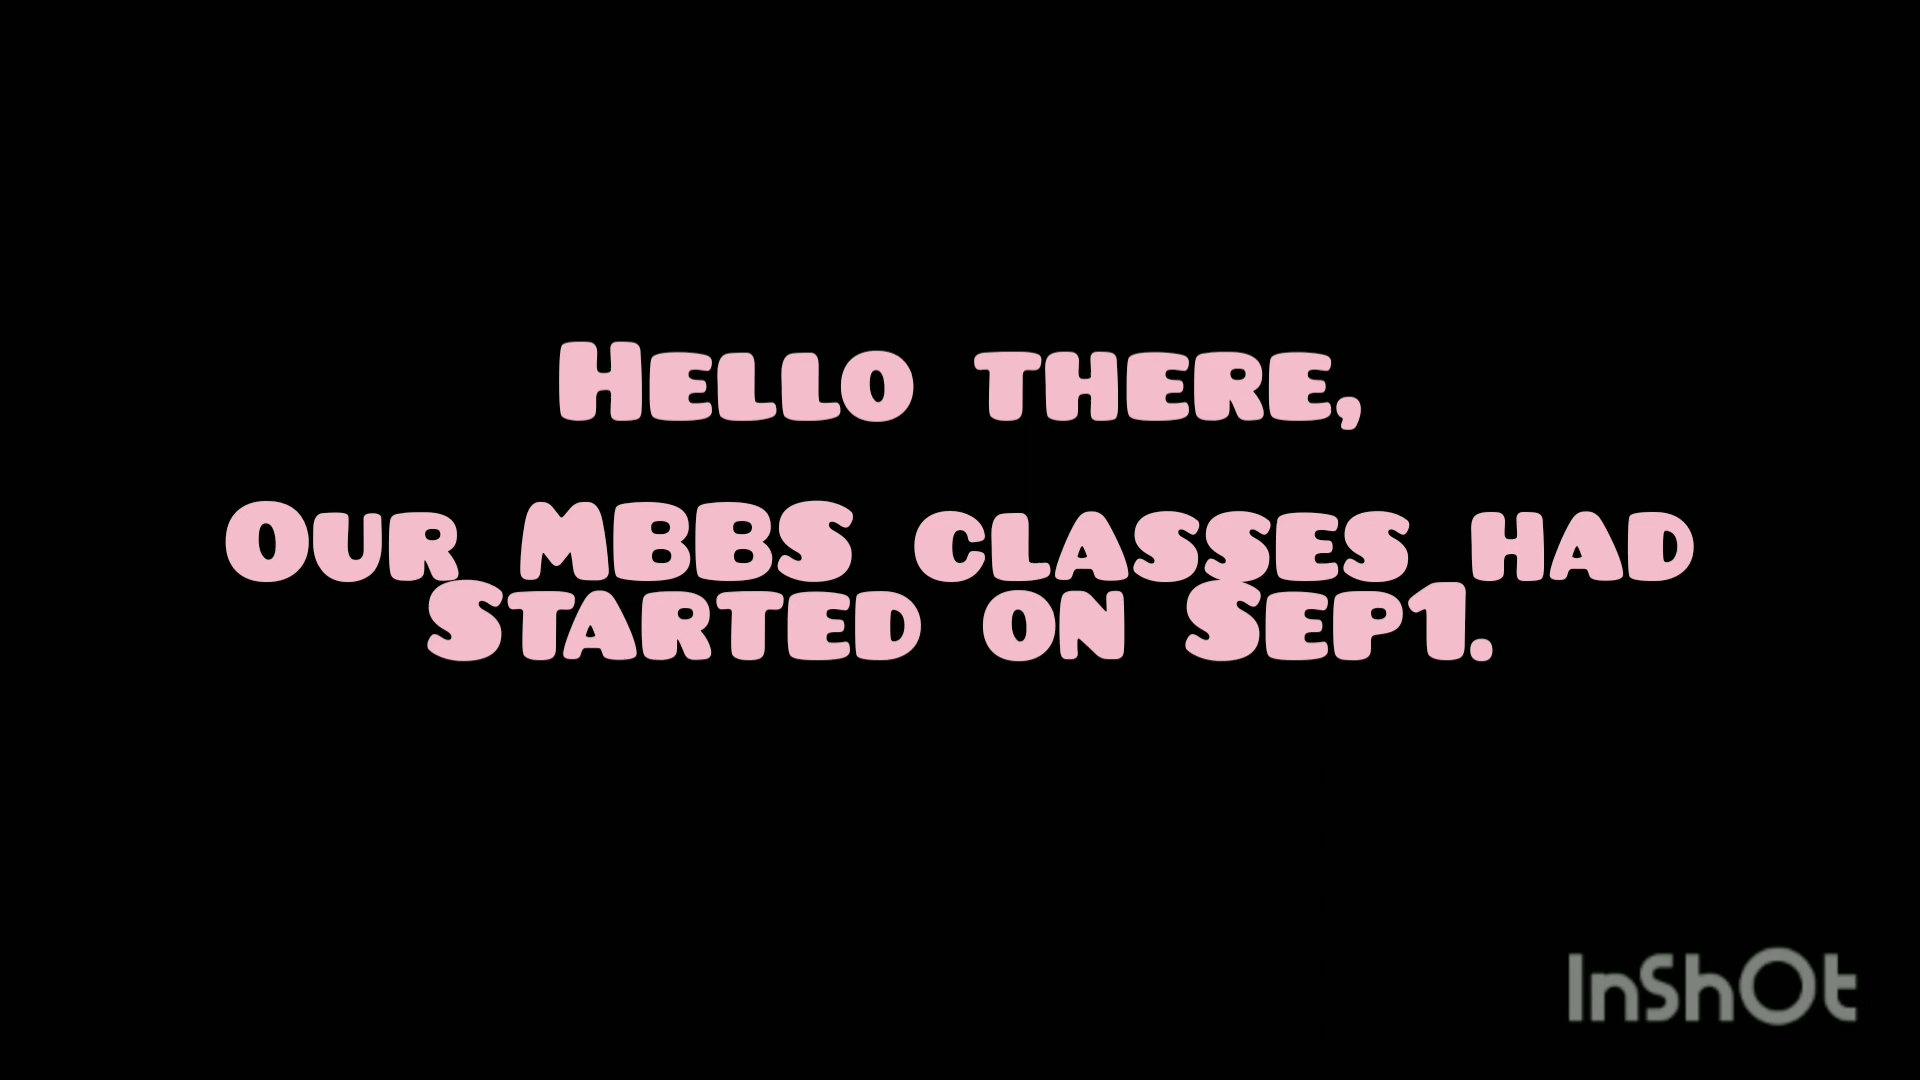 Hello there,
Our MBBS classes had
Started on Sep1.
InShOt